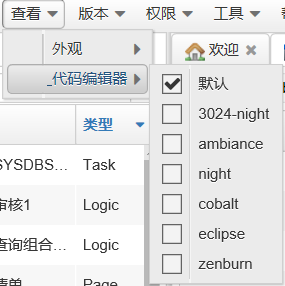 查看 版本 权限 工具
外观
_代码编辑器
欢迎
默认
3024-night
ambiance
night
cobalt
eclipse
zenburn
类型
SYSDBS... Task
审核1 Logic
查询组合... Logic
Page